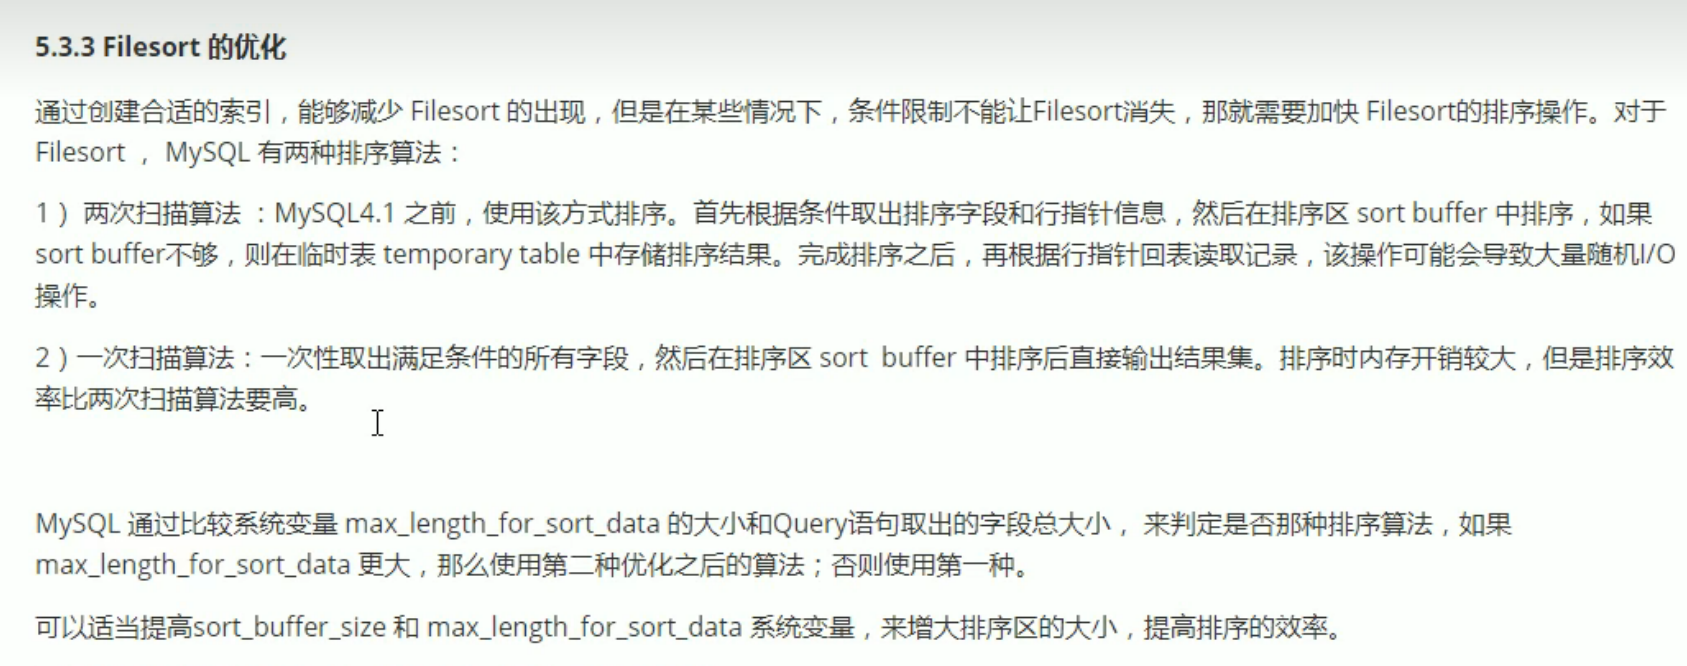 5.3.3 Filesort 的优化
通过创建合适的索引，能够减少 Filesort 的出现，但是在某些情况下，条件限制不能让Filesort消失，那就需要加快 Filesort的排序操作。对于
Filesort ， MySQL 有两种排序算法：
1） 两次扫描算法 ：MySQL4.1 之前，使用该方式排序。首先根据条件取出排序字段和行指针信息，然后在排序区 sort buffer 中排序，如果
sort buffer不够，则在临时表 temporary table 中存储排序结果。完成排序之后，再根据行指针回表读取记录，该操作可能会导致大量随机I/O
操作。
2）一次扫描算法：一次性取出满足条件的所有字段，然后在排序区 sort buffer 中排序后直接输出结果集。排序时内存开销较大，但是排序效
率比两次扫描算法要高。
MySQL 通过比较系统变量 max_length_for_sort_data 的大小和Query语句取出的字段总大小， 来判定是否那种排序算法，如果
max_length_for_sort_data 更大，那么使用第二种优化之后的算法；否则使用第一种。
可以适当提高sort_buffer_size 和 max_length_for_sort_data 系统变量，来增大排序区的大小，提高排序的效率。